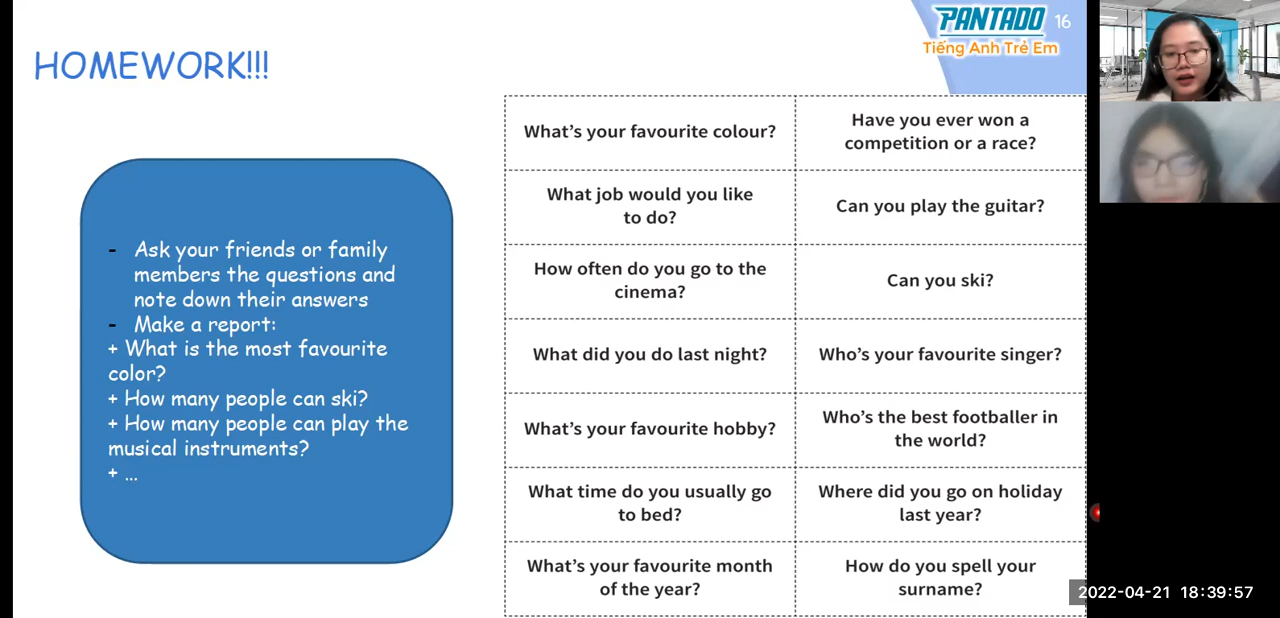 HOMEWORK!!!
PANTADO
16
Tiếng Anh Trẻ Em
- Ask your friends or family
members the questions and
note down their answers
- Make a report:
+ What is the most favourite
color?
+ How many people can ski?
+ How many people can play the
musical instruments?
+ ...
What's your favourite colour?
Have you ever won a
competition or a race?
What job would you like
to do?
Can you play the guitar?
How often do you go to the
cinema?
Can you ski?
What did you do last night?
Who's your favourite singer?
What's your favourite hobby?
Who's the best footballer in
the world?
What time do you usually go
to bed?
Where did you go on holiday
last year?
What's your favourite month
of the year?
How do you spell your
surname?
2022-04-21 18:39:57